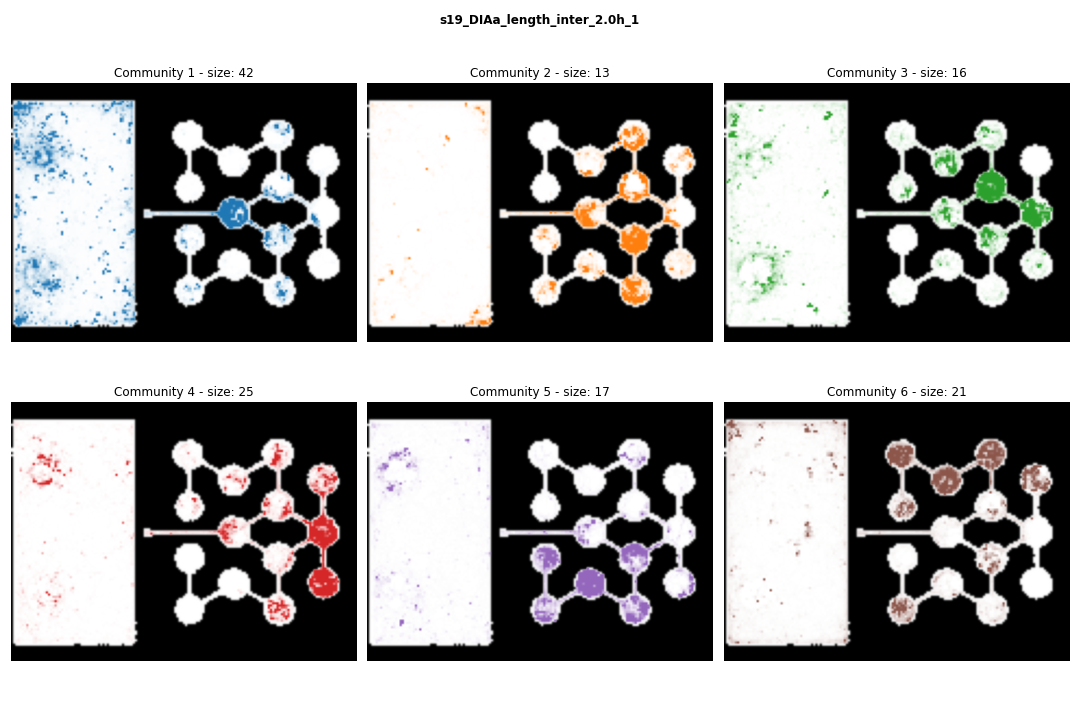 s19_DIAa_length_inter_2.0h_1
Community 1 - size: 42
Community 2 - size: 13
Community 3 - size: 16
Community 4 - size: 25
Community 5 - size: 17
Community 6 - size: 21